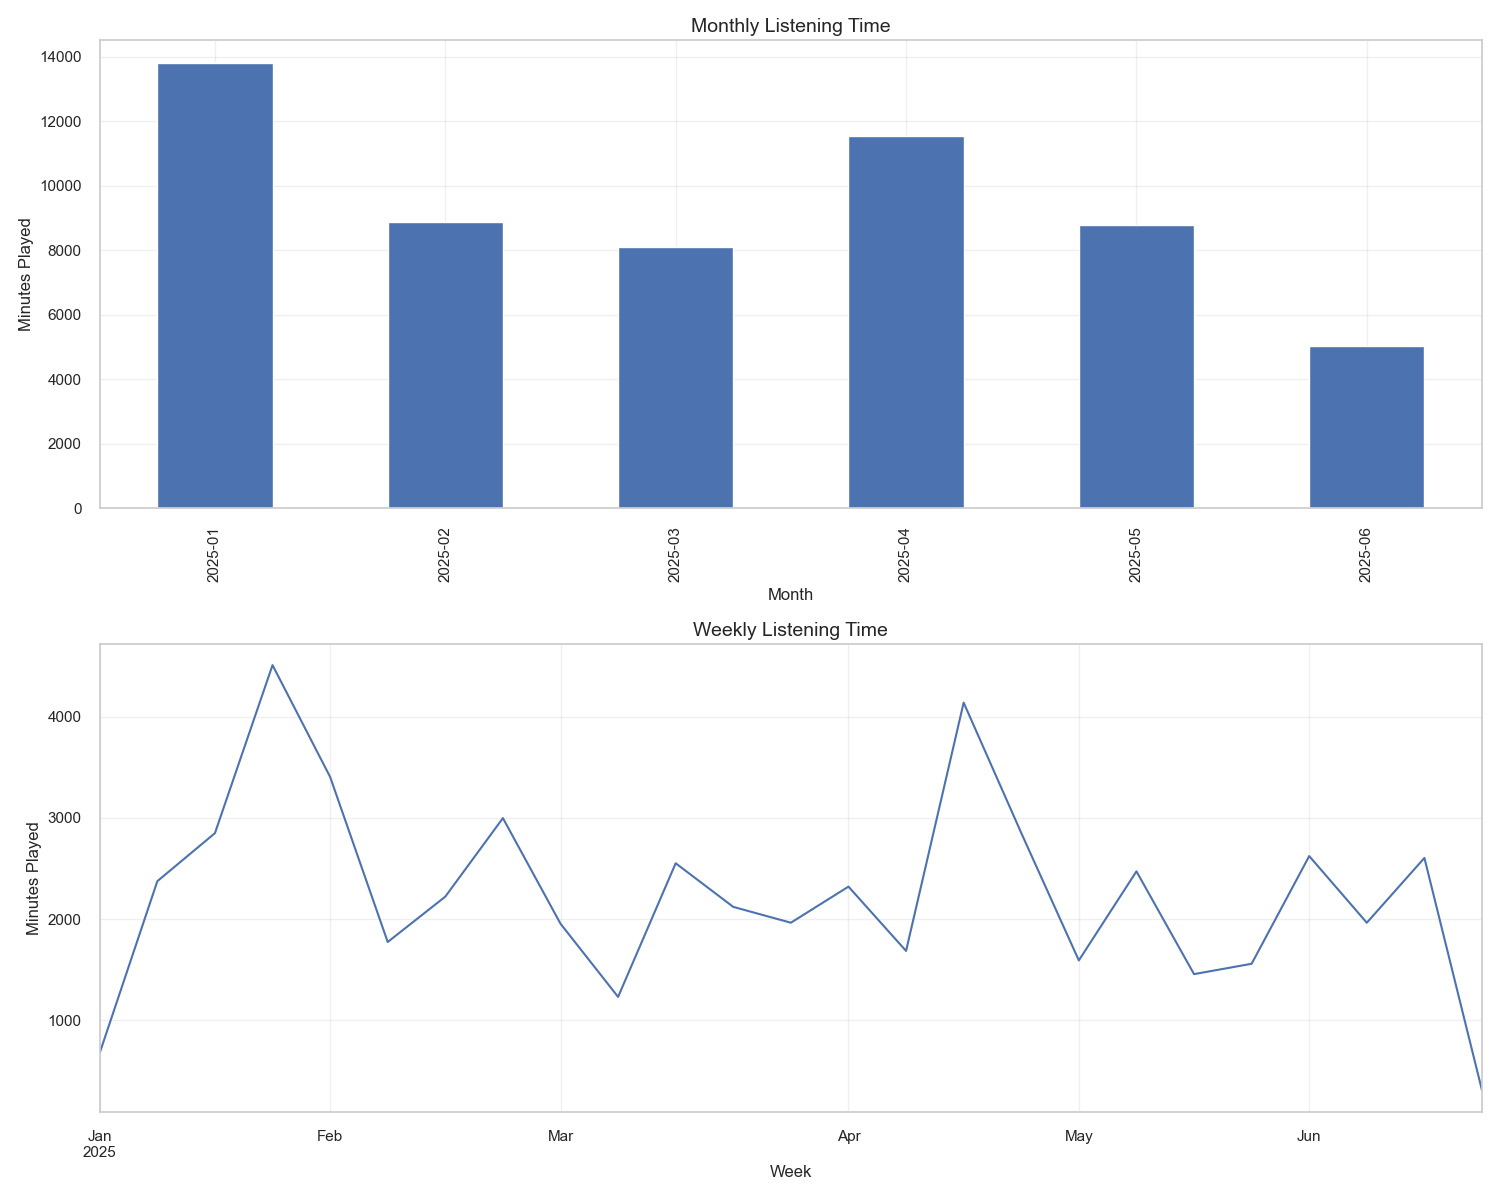 Monthly Listening Time
Minutes Played
14000
12000
10000
8000
6000
4000
2000
0
2025-01
2025-02
2025-03
2025-04
2025-05
2025-06
Month
Weekly Listening Time
Minutes Played
4000
3000
2000
1000
Jan
2025
Feb
Mar
Apr
May
Jun
Week